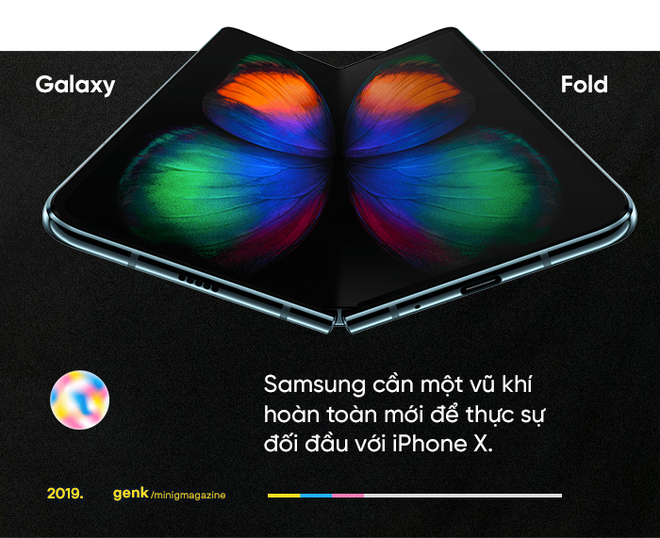 Galaxy
Fold
Samsung cần một vũ khí
hoàn toàn mới để thực sự
đối đầu với iPhone X.
2019.
genk/minigmagazine